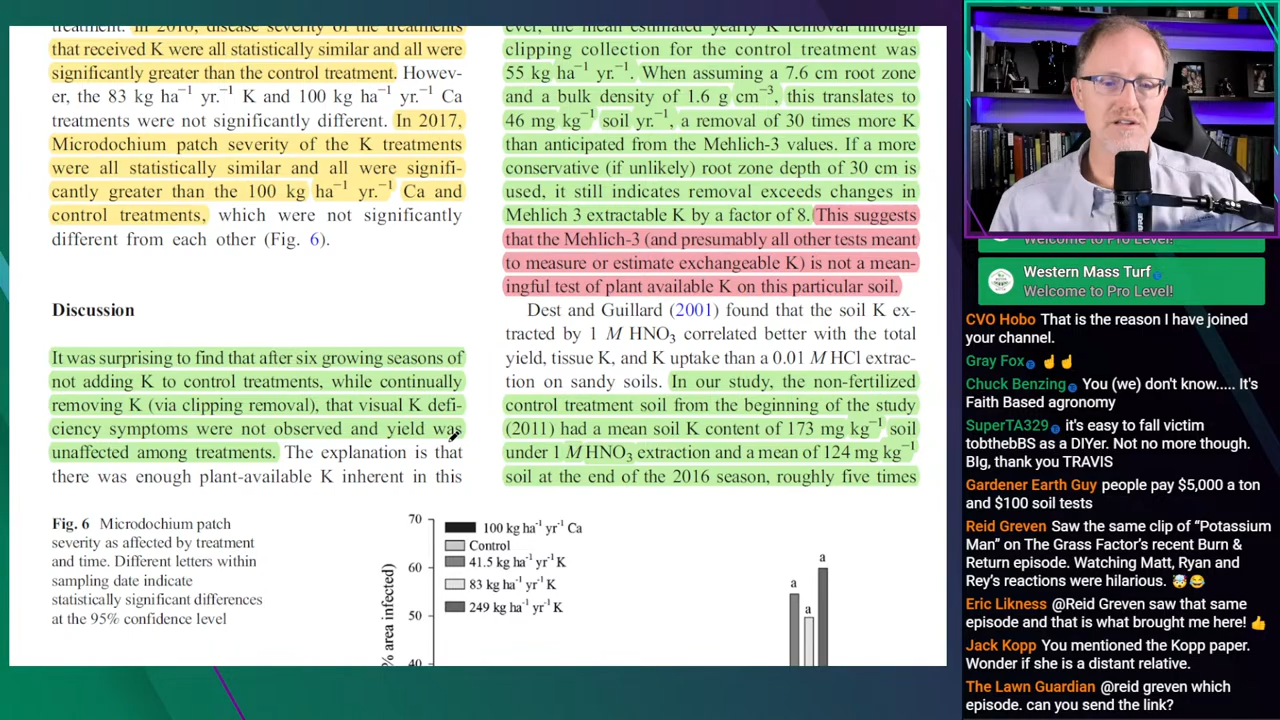 tment. In 2016, disease severity of the treatments
that received K were all statistically similar and all were
significantly greater than the control treatment. Howev-
er, the 83 kg ha⁻¹ yr.⁻¹ K and 100 kg ha⁻¹ yr.⁻¹ Ca
treatments were not significantly different. In 2017,
Microdochium patch severity of the K treatments
were all statistically similar and all were signifi-
cantly greater than the 100 kg ha⁻¹ yr.⁻¹ Ca and
control treatments, which were not significantly
different from each other (Fig. 6).
Discussion
It was surprising to find that after six growing seasons of
not adding K to control treatments, while continually
removing K (via clipping removal), that visual K defi-
ciency symptoms were not observed and yield was
unaffected among treatments. The explanation is that
there was enough plant-available K inherent in this
ever, the mean estimated yearly K removal through
clipping collection for the control treatment was
55 kg ha⁻¹ yr.⁻¹. When assuming a 7.6 cm root zone
and a bulk density of 1.6 g cm⁻³, this translates to
46 mg kg⁻¹ soil yr.⁻¹, a removal of 30 times more K
than anticipated from the Mehlich-3 values. If a more
conservative (if unlikely) root zone depth of 30 cm is
used, it still indicates removal exceeds changes in
Mehlich 3 extractable K by a factor of 8. This suggests
that the Mehlich-3 (and presumably all other tests meant
to measure or estimate exchangeable K) is not a mean-
ingful test of plant available K on this particular soil.
Dest and Guillard (2001) found that the soil K ex-
tracted by 1 M HNO₃ correlated better with the total
yield, tissue K, and K uptake than a 0.01 M HCl extrac-
tion on sandy soils. In our study, the non-fertilized
control treatment soil from the beginning of the study
(2011) had a mean soil K content of 173 mg kg⁻¹ soil
under 1 M HNO₃ extraction and a mean of 124 mg kg⁻¹
soil at the end of the 2016 season, roughly five times
Fig. 6 Microdochium patch
severity as affected by treatment
and time. Different letters within
sampling date indicate
statistically significant differences
at the 95% confidence level
70
60
50
40
% area infected)
100 kg ha⁻¹ yr⁻¹ Ca
Control
41.5 kg ha⁻¹ yr⁻¹ K
83 kg ha⁻¹ yr⁻¹ K
249 kg ha⁻¹ yr⁻¹ K
a
a
a
Welcome to Pro Level!
Western Mass Turf
Welcome to Pro Level!
CVO Hobo That is the reason I have joined
your channel.
Gray Fox ☝️☝️
Chuck Benzing You (we) don't know..... It's
Faith Based agronomy
SuperTA329 it's easy to fall victim
tobthebBS as a DIYer. Not no more though.
BIg, thank you TRAVIS
Gardener Earth Guy people pay $5,000 a ton
and $100 soil tests
Reid Greven Saw the same clip of “Potassium
Man” on The Grass Factor’s recent Burn &
Return episode. Watching Matt, Ryan and
Rey’s reactions were hilarious. 🤯😂
Eric Likness @Reid Greven saw that same
episode and that is what brought me here! 👍
Jack Kopp You mentioned the Kopp paper.
Wonder if she is a distant relative.
The Lawn Guardian @reid greven which
episode. can you send the link?